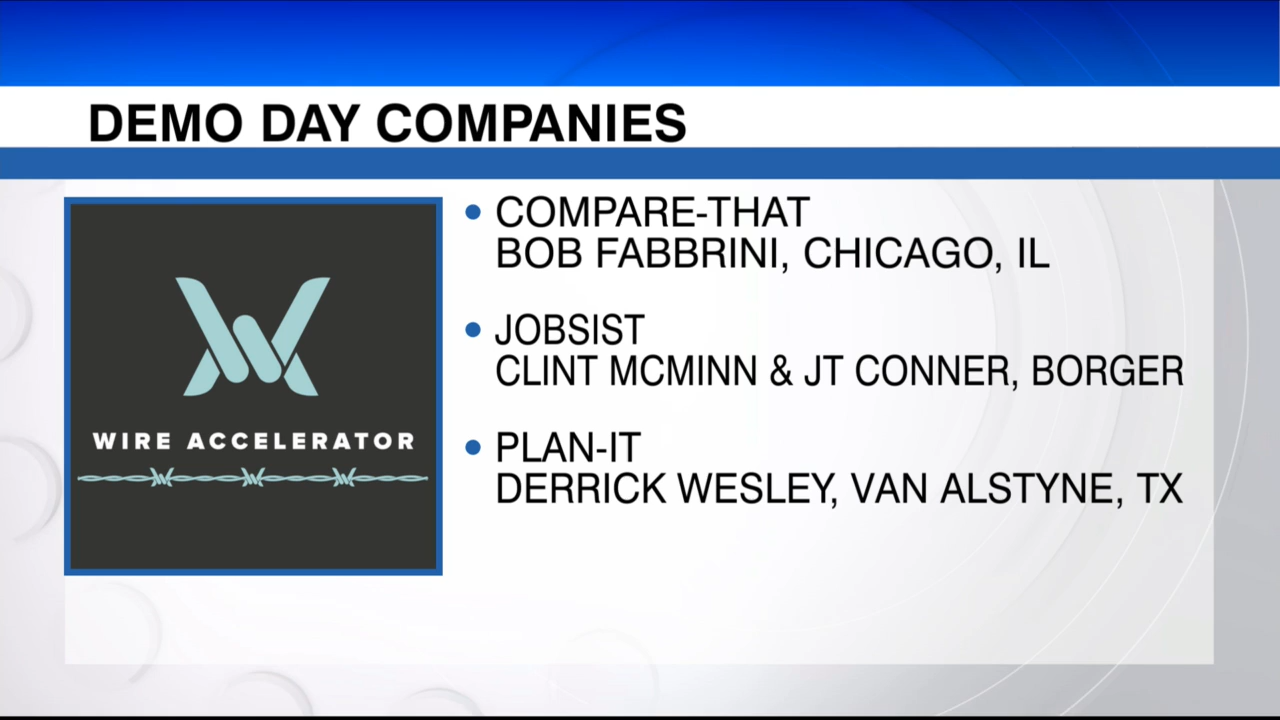 DEMO DAY COMPANIES
WIRE ACCELERATOR
• COMPARE-THAT
BOB FABBRINI, CHICAGO, IL
• JOBSIST
CLINT MCMINN & JT CONNER, BORGER
• PLAN-IT
DERRICK WESLEY, VAN ALSTYNE, TX